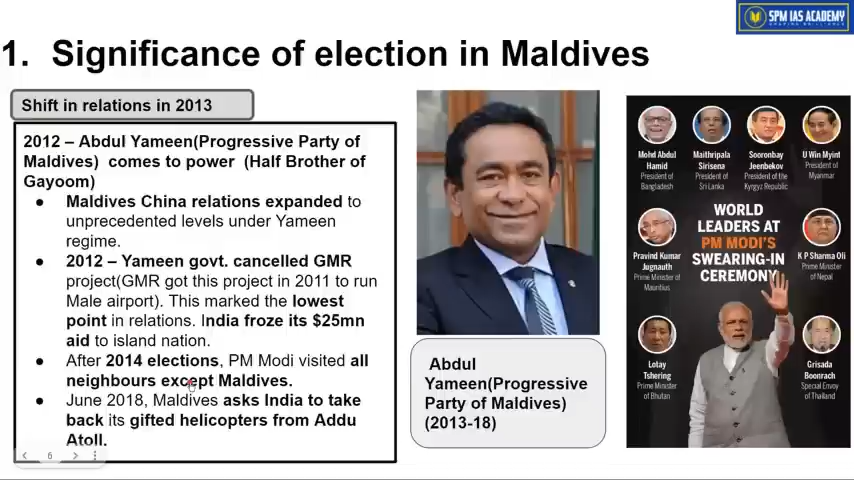 SPM IAS ACADEMY
1. Significance of election in Maldives
Shift in relations in 2013
2012 – Abdul Yameen(Progressive Party of
Maldives) comes to power (Half Brother of
Gayoom)
● Maldives China relations expanded to
unprecedented levels under Yameen
regime.
● 2012 – Yameen govt. cancelled GMR
project(GMR got this project in 2011 to run
Male airport). This marked the lowest
point in relations. India froze its $25mn
aid to island nation.
● After 2014 elections, PM Modi visited all
neighbours except Maldives.
● June 2018, Maldives asks India to take
back its gifted helicopters from Addu
Atoll.
6
Abdul
Yameen(Progressive
Party of Maldives)
(2013-18)
Mohd Abdul
Hamid
President of
Bangladesh
Maithripala
Sirisena
President of
Sri Lanka
Sooronbay
Jeenbekov
President of the
Kyrgyz Republic
U Win Myint
President of
Myanmar
WORLD
LEADERS AT
PM MODI'S
SWEARING-IN
CEREMONY
Pravind Kumar
Jugnauth
Prime Minister of
Mauritius
K P Sharma Oli
Prime Minister
of Nepal
Lotay
Tshering
Prime Minister
of Bhutan
Grisada
Boonrach
Special Envoy
of Thailand